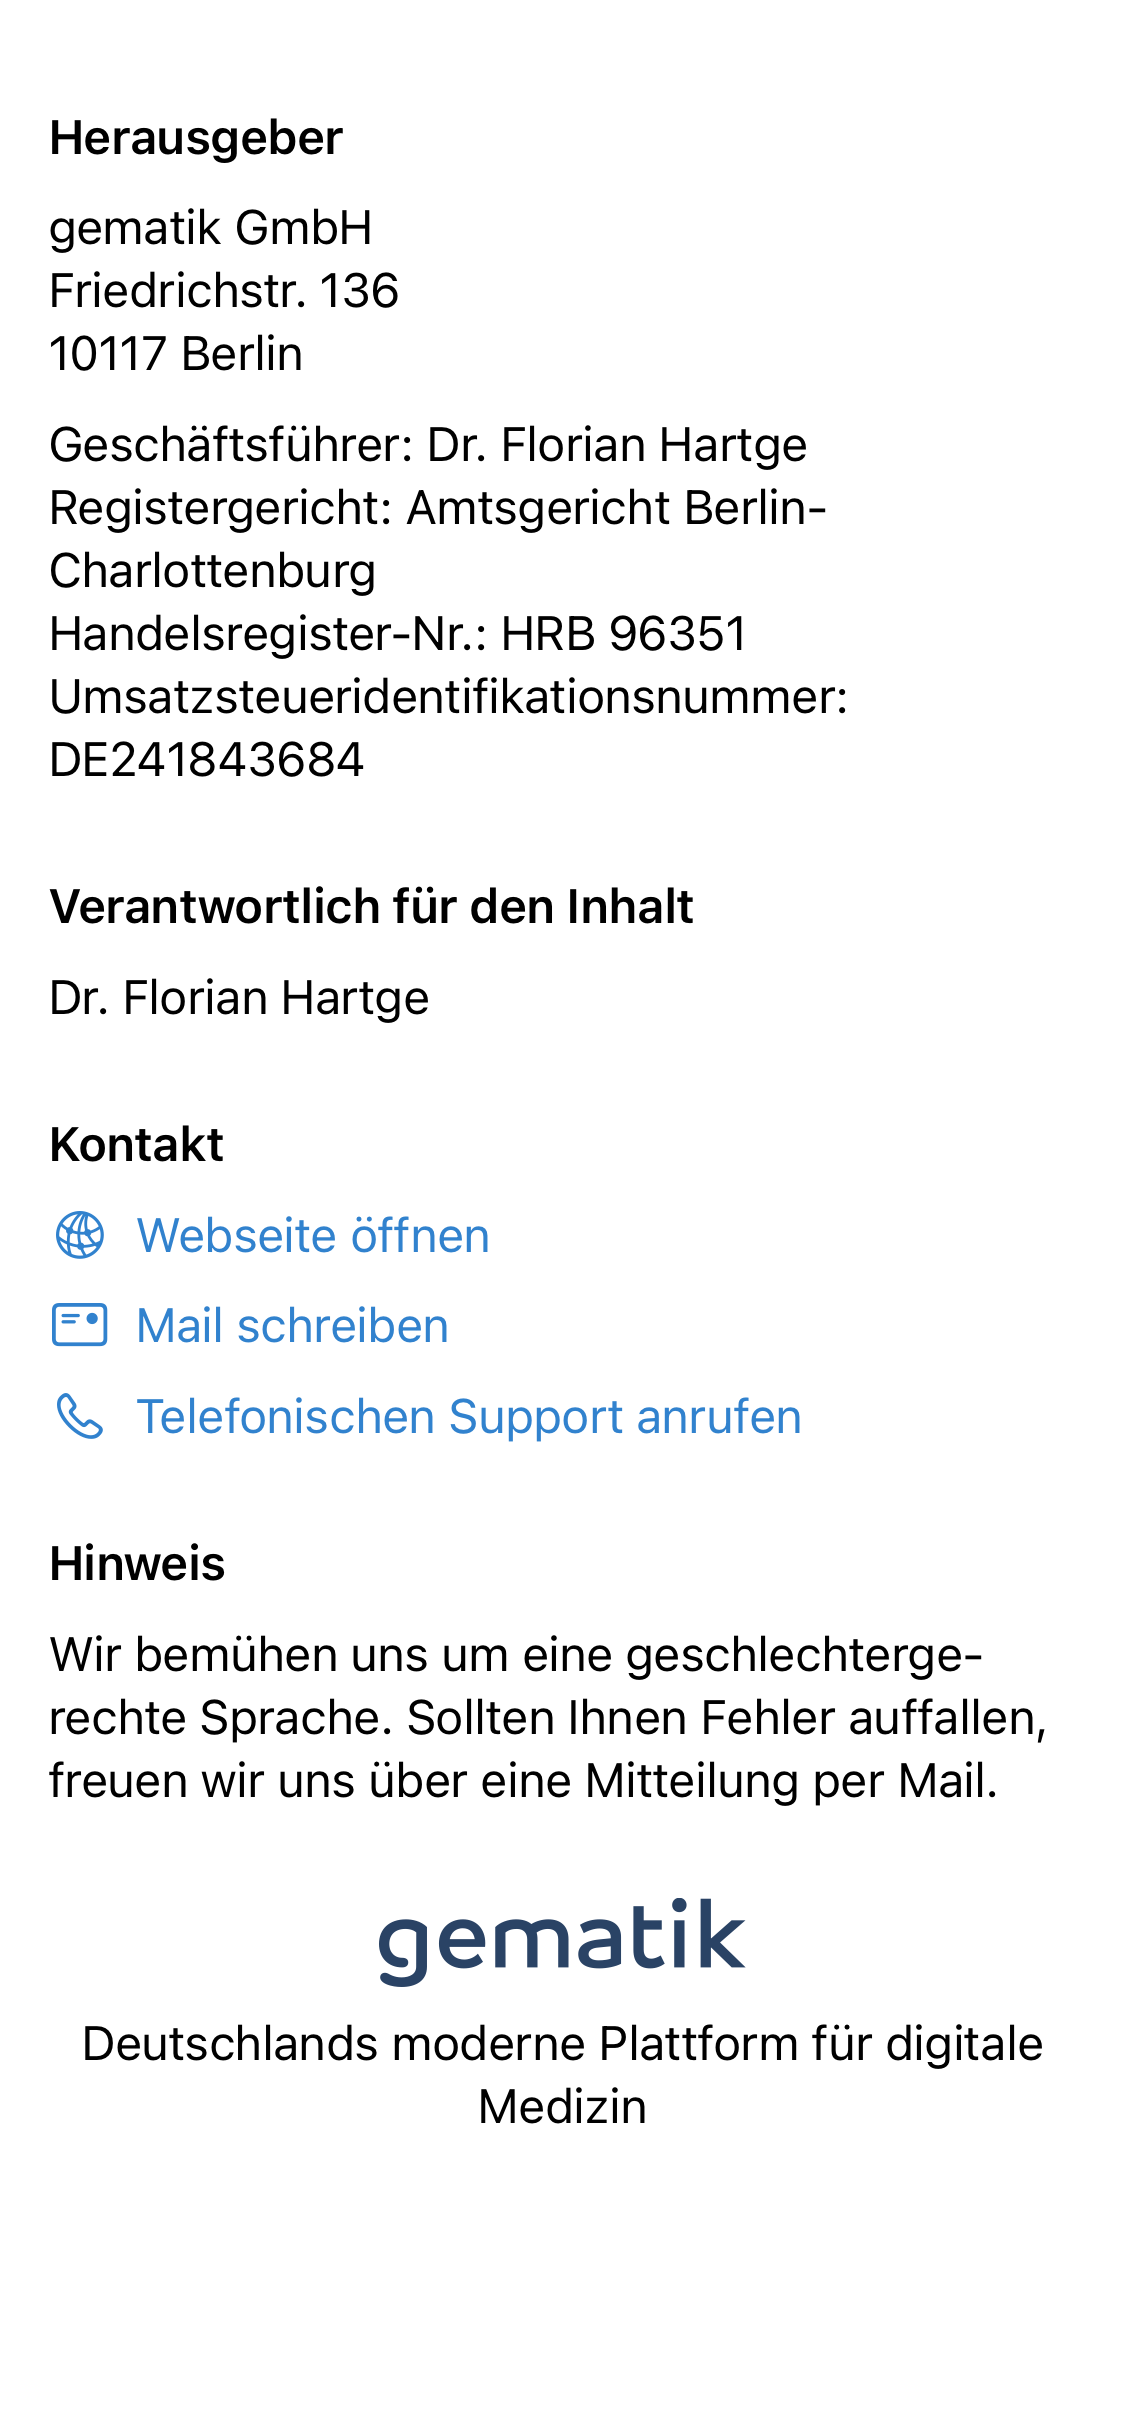 Herausgeber
gematik GmbH
Friedrichstr. 136
10117 Berlin
Geschäftsführer: Dr. Florian Hartge
Registergericht: Amtsgericht Berlin-
Charlottenburg
Handelsregister-Nr.: HRB 96351
Umsatzsteueridentifikationsnummer:
DE241843684
Verantwortlich für den Inhalt
Dr. Florian Hartge
Kontakt
Webseite öffnen
Mail schreiben
Telefonischen Support anrufen
Hinweis
Wir bemühen uns um eine geschlechterge-
rechte Sprache. Sollten Ihnen Fehler auffallen,
freuen wir uns über eine Mitteilung per Mail.
gematik
Deutschlands moderne Plattform für digitale
Medizin